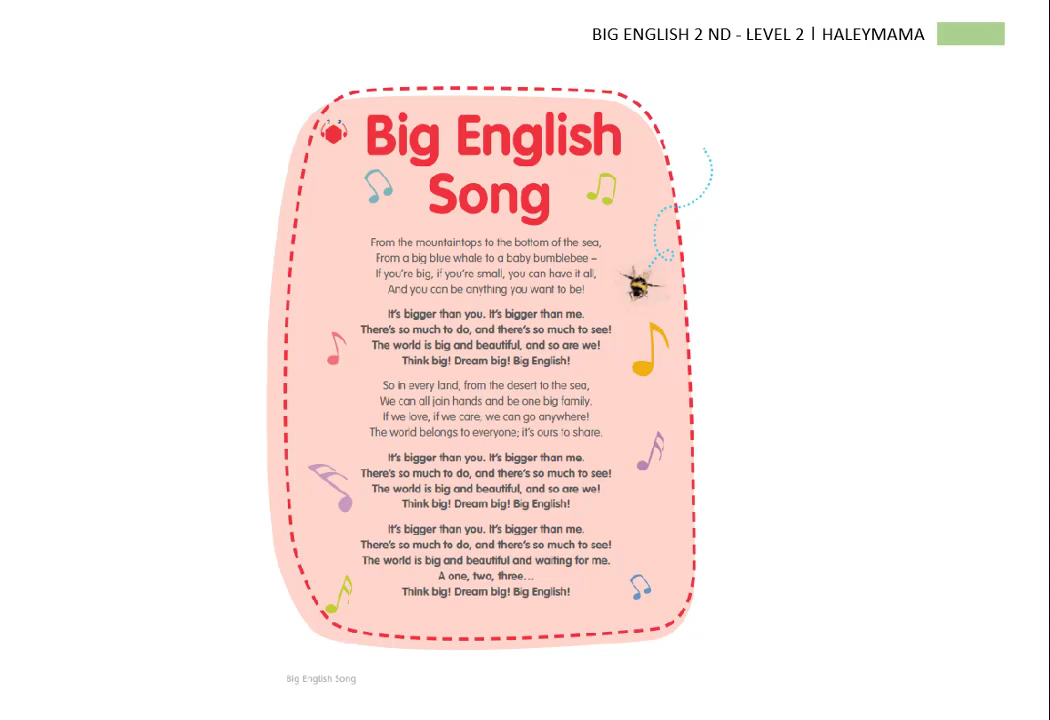 BIG ENGLISH 2 ND - LEVEL 2 | HALEYMAMA
1 2
Big English
Song
From the mountaintops to the bottom of the sea,
From a big blue whale to a baby bumblebee –
If you're big, if you're small, you can have it all,
And you can be anything you want to be!
It's bigger than you. It's bigger than me.
There's so much to do, and there's so much to see!
The world is big and beautiful, and so are we!
Think big! Dream big! Big English!
So in every land, from the desert to the sea,
We can all join hands and be one big family.
If we love, if we care, we can go anywhere!
The world belongs to everyone; it's ours to share.
It's bigger than you. It's bigger than me.
There's so much to do, and there's so much to see!
The world is big and beautiful, and so are we!
Think big! Dream big! Big English!
It's bigger than you. It's bigger than me.
There's so much to do, and there's so much to see!
The world is big and beautiful and waiting for me.
A one, two, three...
Think big! Dream big! Big English!
Big English Song